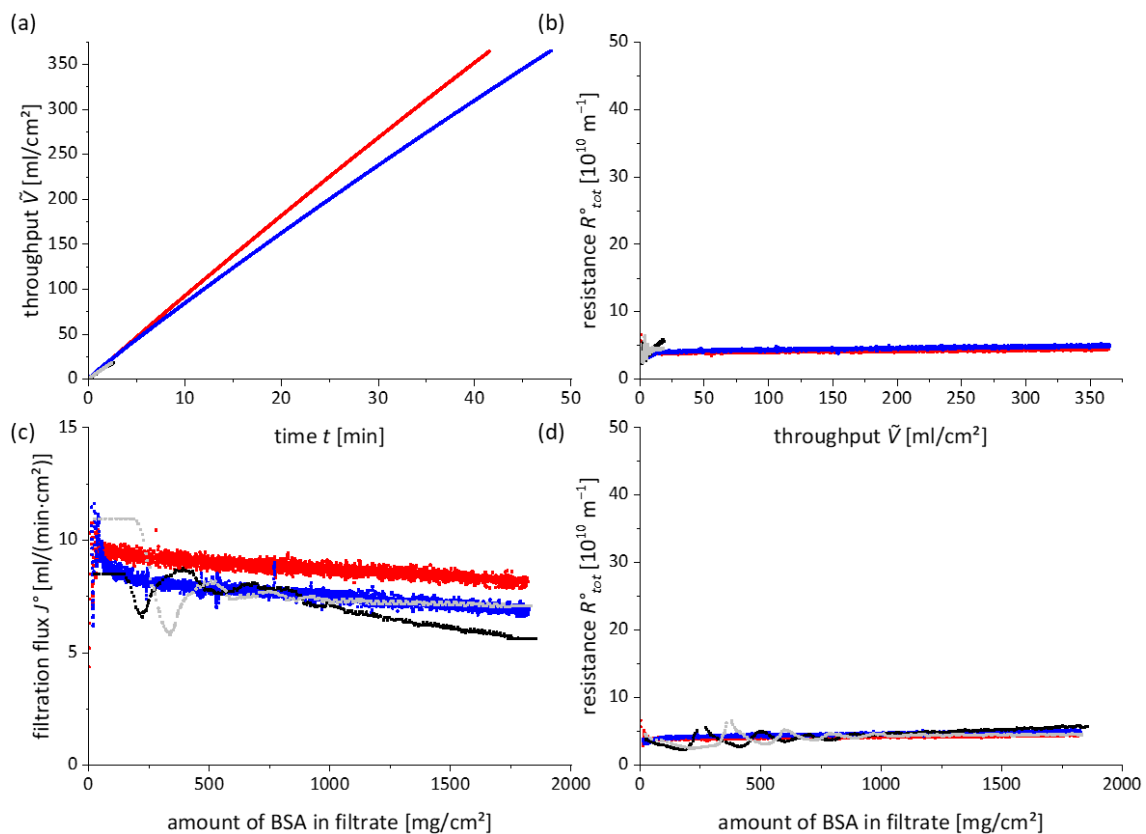 (a)
throughput Ṽ [ml/cm²]
350
300
250
200
150
100
50
0
0 10 20 30 40 50
time t [min]
(b)
resistance R°tot [10¹⁰ m⁻¹]
50
40
30
20
10
0
0 50 100 150 200 250 300 350
throughput Ṽ [ml/cm²]
(c)
filtration flux J° [ml/(min·cm²)]
15
10
5
0
0 500 1000 1500 2000
amount of BSA in filtrate [mg/cm²]
(d)
resistance R°tot [10¹⁰ m⁻¹]
50
40
30
20
10
0
0 500 1000 1500 2000
amount of BSA in filtrate [mg/cm²]